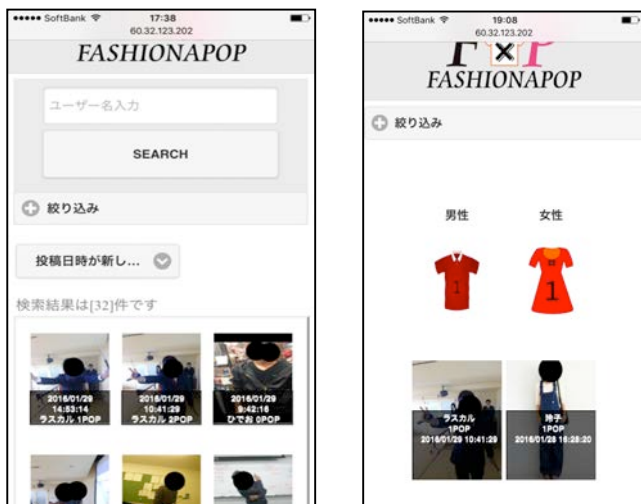 SoftBank 17:38
60.32.123.202
FASHIONAPOP
ユーザー名入力
SEARCH
絞り込み
投稿日時が新し...
検索結果は[32]件です
2016/01/29
14:53:14
ラスカル 1POP
2016/01/29
10:41:29
ラスカル 2POP
2016/01/29
9:42:16
ひでお 0POP
SoftBank 19:08
60.32.123.202
F×P
FASHIONAPOP
絞り込み
男性
女性
1
1
ラスカル
1POP
2016/01/29 10:41:29
玲子
1POP
2016/01/28 16:28:20